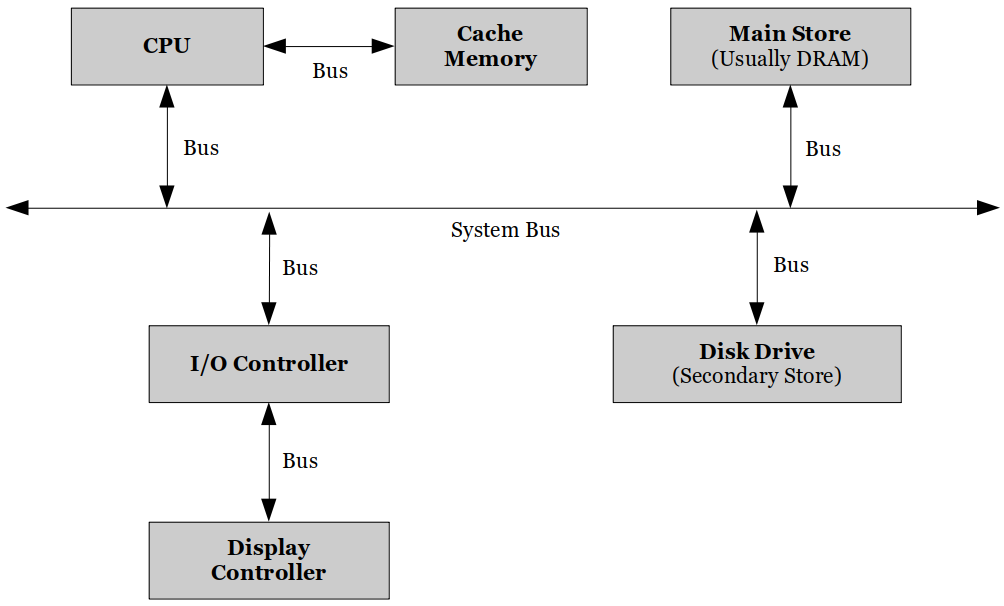 CPU
Cache
Memory
Main Store
(Usually DRAM)
Bus
Bus
Bus
System Bus
Bus
Bus
I/O Controller
Disk Drive
(Secondary Store)
Bus
Display
Controller